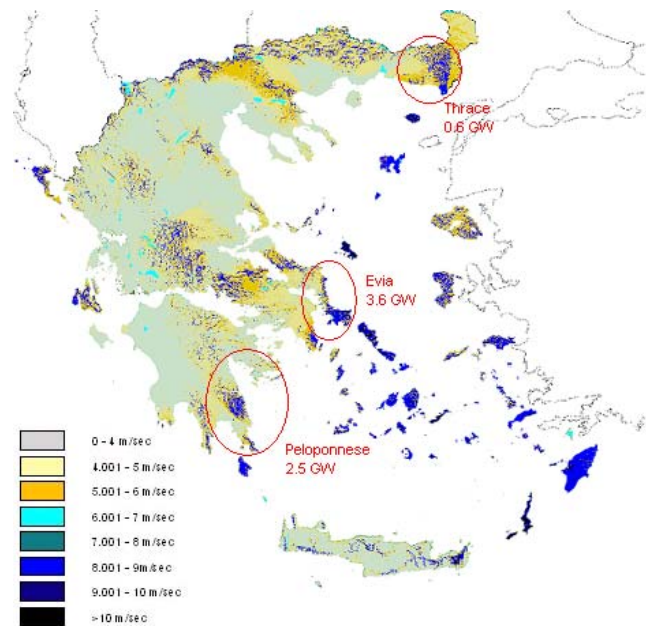 Thrace
0.6 GW
Evia
3.6 GW
Peloponnese
2.5 GW
0 - 4 m/sec
4.001 - 5 m/sec
5.001 - 6 m/sec
6.001 - 7 m/sec
7.001 - 8 m/sec
8.001 - 9m/sec
9.001 - 10 m/sec
>10 m/sec